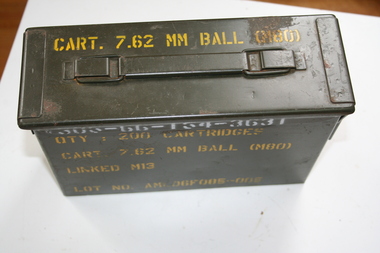 CART. 7.62 MM BALL (M80)
QTY : 200 CARTRIDGES
CART. 7.62 MM BALL (M80)
LINKED M13
LOT NO.